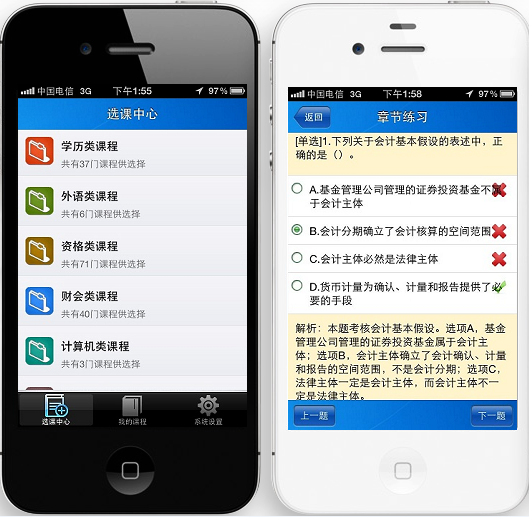 中国电信 3G 下午1:55 97%
选课中心
学历类课程
共有37门课程供选择
外语类课程
共有6门课程供选择
资格类课程
共有71门课程供选择
财会类课程
共有40门课程供选择
计算机类课程
共有3门课程供选择
选课中心 我的课程 系统设置
中国电信 3G 下午1:58 97%
返回 章节练习
[单选]1.下列关于会计基本假设的表述中，正
确的是（）。
A.基金管理公司管理的证券投资基金不属
于会计主体
B.会计分期确立了会计核算的空间范围
C.会计主体必然是法律主体
D.货币计量为确认、计量和报告提供了必
要的手段
解析：本题考核会计基本假设。选项A，基金
管理公司管理的证券投资基金属于会计主
体；选项B，会计主体确立了会计确认、计量
和报告的空间范围，不是会计分期；选项C，
法律主体一定是会计主体，而会计主体不一
定是法律主体。
上一题 下一题